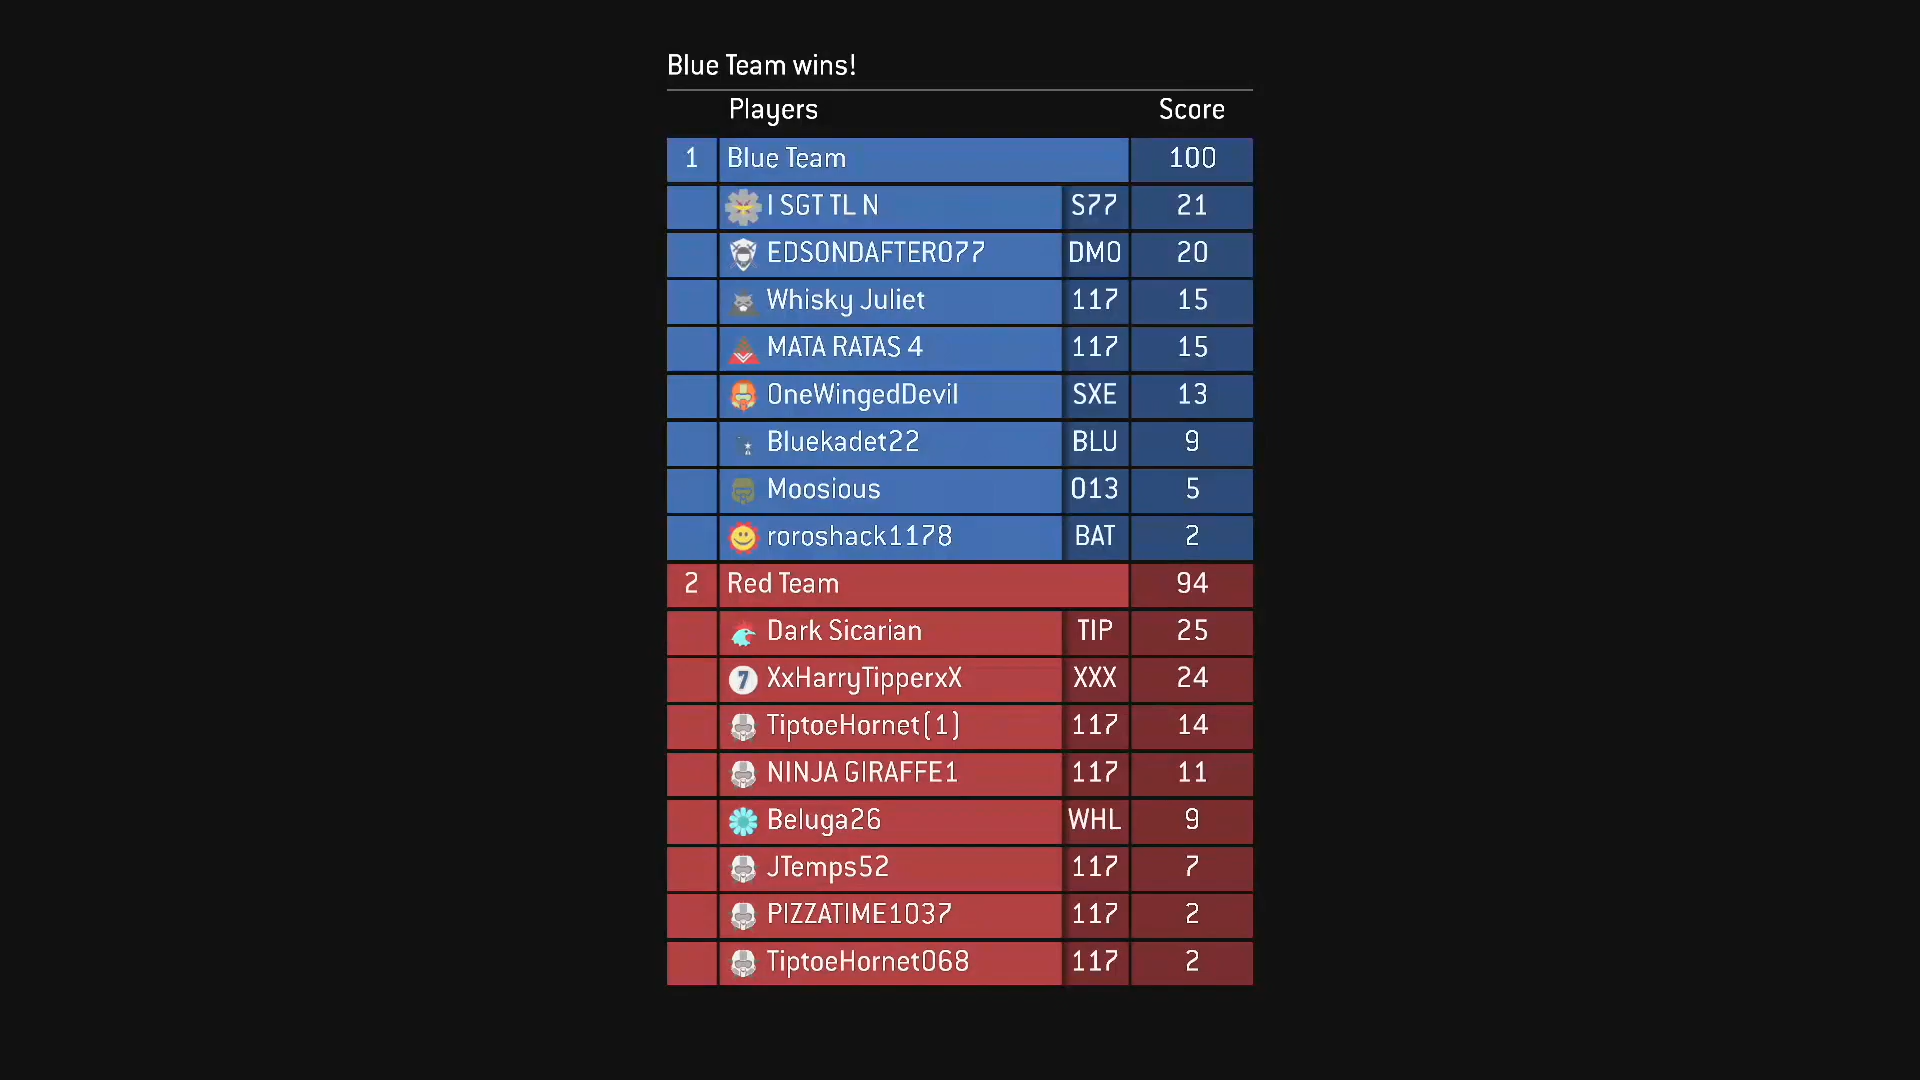 Blue Team wins!
Players Score
1 Blue Team 100
I SGT TL N S77 21
EDSONDAFTER077 DMO 20
Whisky Juliet 117 15
MATA RATAS 4 117 15
OneWingedDevil SXE 13
Bluekadet22 BLU 9
Moosious 013 5
roroshack1178 BAT 2
2 Red Team 94
Dark Sicarian TIP 25
7 XxHarryTipperxX XXX 24
TiptoeHornet(1) 117 14
NINJA GIRAFFE1 117 11
Beluga26 WHL 9
JTemps52 117 7
PIZZATIME1037 117 2
TiptoeHornet068 117 2